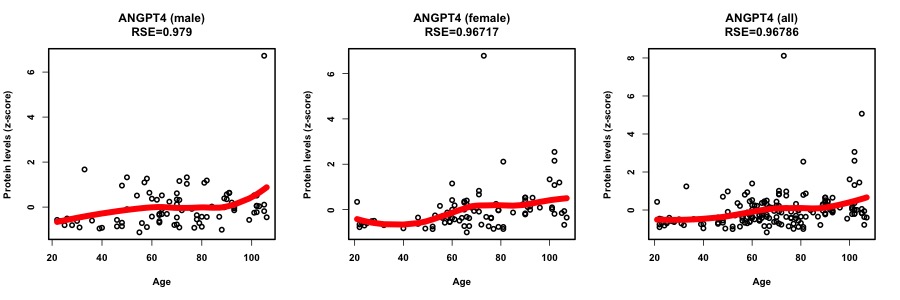 ANGPT4 (male)
RSE=0.979
Protein levels (z-score)
6
4
2
0
20 40 60 80 100
Age
ANGPT4 (female)
RSE=0.96717
Protein levels (z-score)
6
4
2
0
20 40 60 80 100
Age
ANGPT4 (all)
RSE=0.96786
Protein levels (z-score)
8
6
4
2
0
20 40 60 80 100
Age